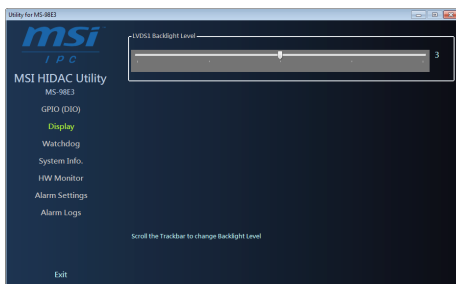 Utility for MS-98E3
msi
IPC
MSI HIDAC Utility
MS-98E3
GPIO (DIO)
Display
Watchdog
System Info.
HW Monitor
Alarm Settings
Alarm Logs
Exit
LVDS1 Backlight Level
3
Scroll the Trackbar to change Backlight Level